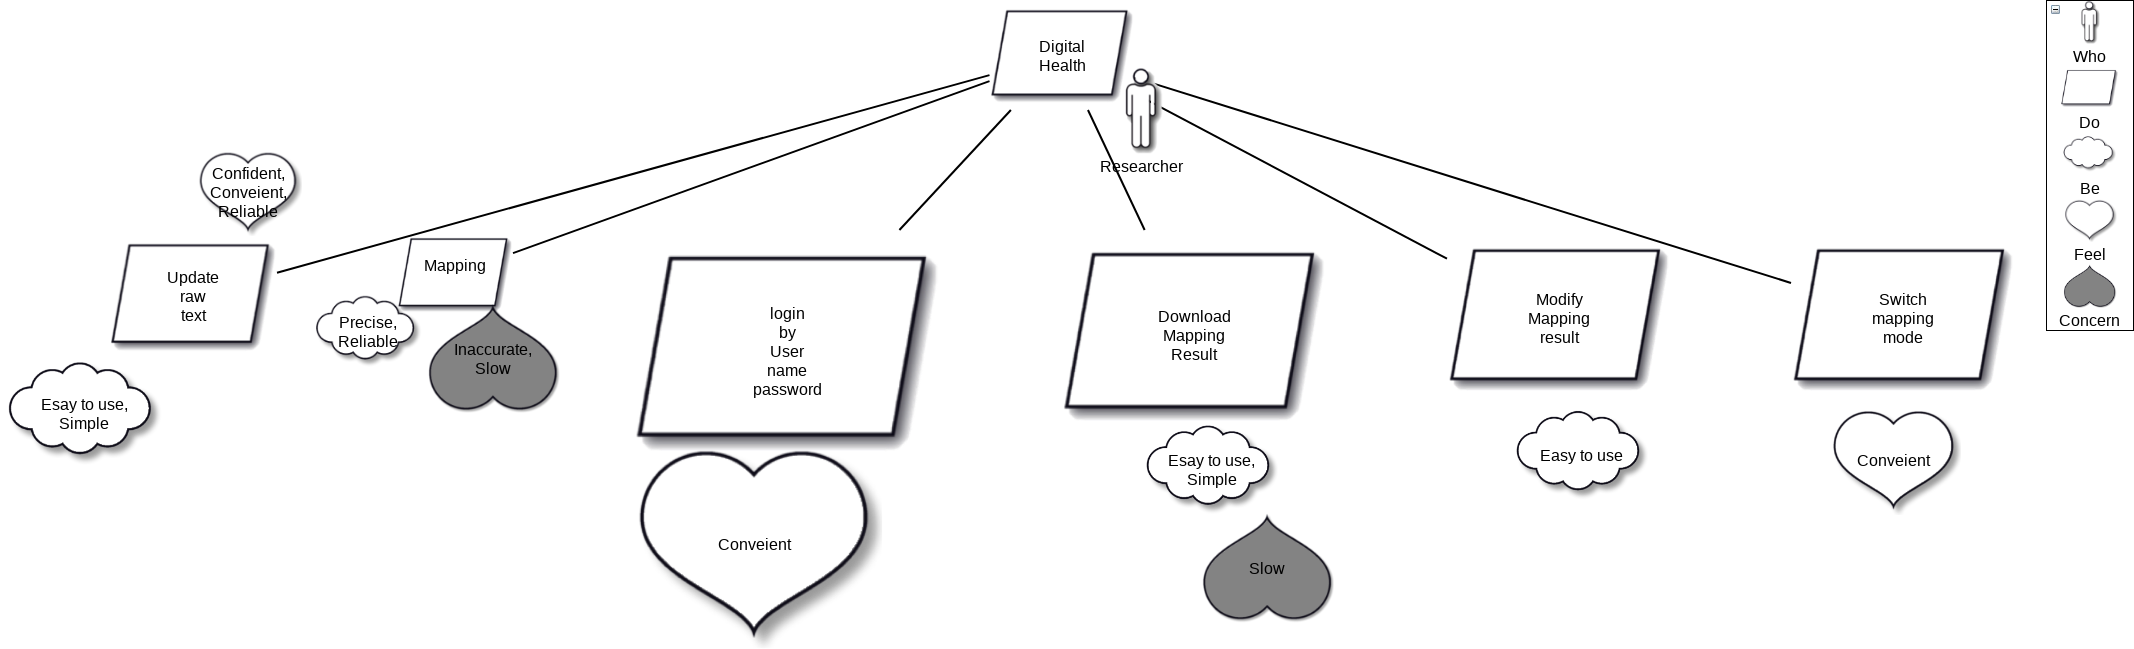 Digital
Health
Researcher
Confident,
Conveient,
Reliable
Update
raw
text
Esay to use,
Simple
Mapping
Precise,
Reliable
Inaccurate,
Slow
login
by
User
name
password
Conveient
Download
Mapping
Result
Esay to use,
Simple
Slow
Modify
Mapping
result
Easy to use
Switch
mapping
mode
Conveient
Who
Do
Be
Feel
Concern